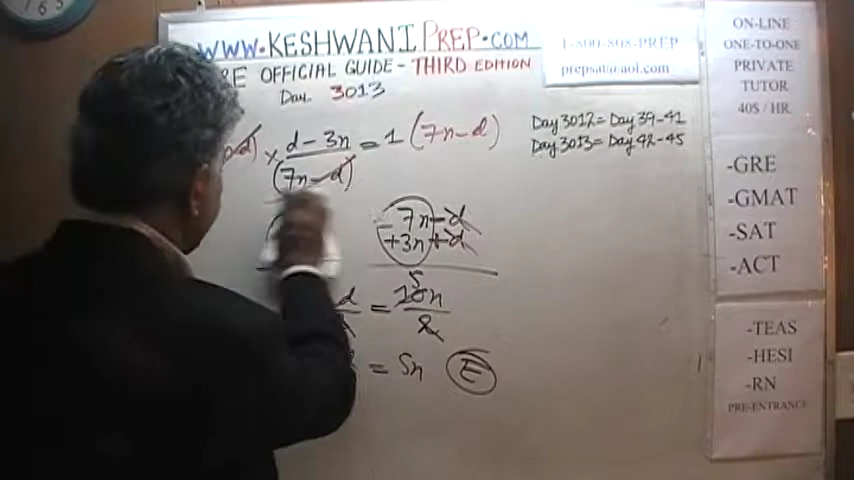 WWW.KESHWANIPREP.COM
RE OFFICIAL GUIDE - THIRD EDITION
Day 3013
1-800-808-PREP
prepsat@aol.com
Day 3012 = Day 39-41
Day 3013 = Day 42-45
-d) × d - 3n = 1 (7n - d)
(7n - d)
7n - d
+3n + d
5
d = 10n
2
= 5n E
ON-LINE
ONE-TO-ONE
PRIVATE
TUTOR
40$ / HR
-GRE
-GMAT
-SAT
-ACT
-TEAS
-HESI
-RN
PRE-ENTRANCE